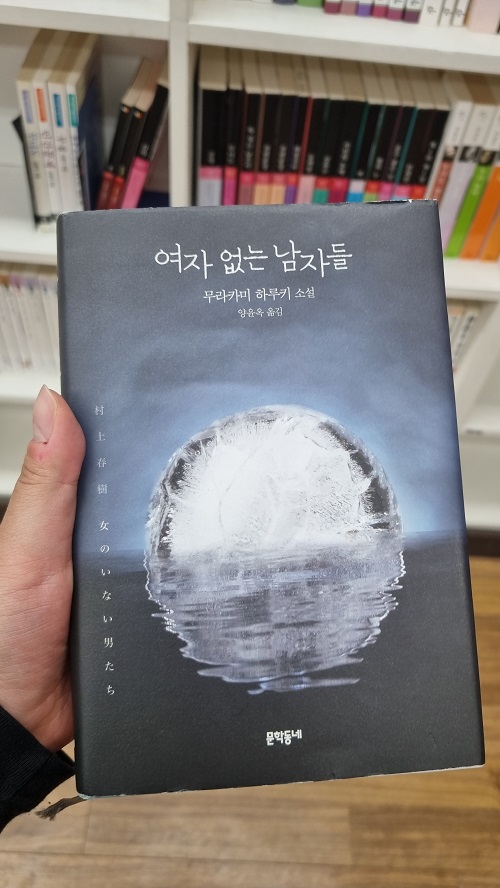 여자 없는 남자들
무라카미 하루키 소설
양윤옥 옮김
村上春樹 女のいない男たち
문학동네